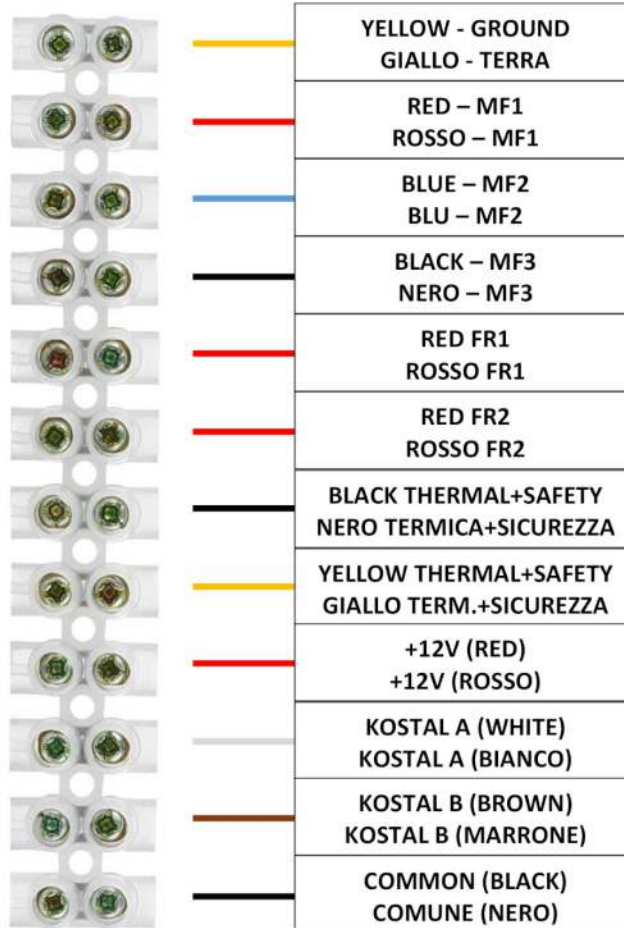 YELLOW - GROUND
GIALLO - TERRA
RED – MF1
ROSSO – MF1
BLUE – MF2
BLU – MF2
BLACK – MF3
NERO – MF3
RED FR1
ROSSO FR1
RED FR2
ROSSO FR2
BLACK THERMAL+SAFETY
NERO TERMICA+SICUREZZA
YELLOW THERMAL+SAFETY
GIALLO TERM.+SICUREZZA
+12V (RED)
+12V (ROSSO)
KOSTAL A (WHITE)
KOSTAL A (BIANCO)
KOSTAL B (BROWN)
KOSTAL B (MARRONE)
COMMON (BLACK)
COMUNE (NERO)